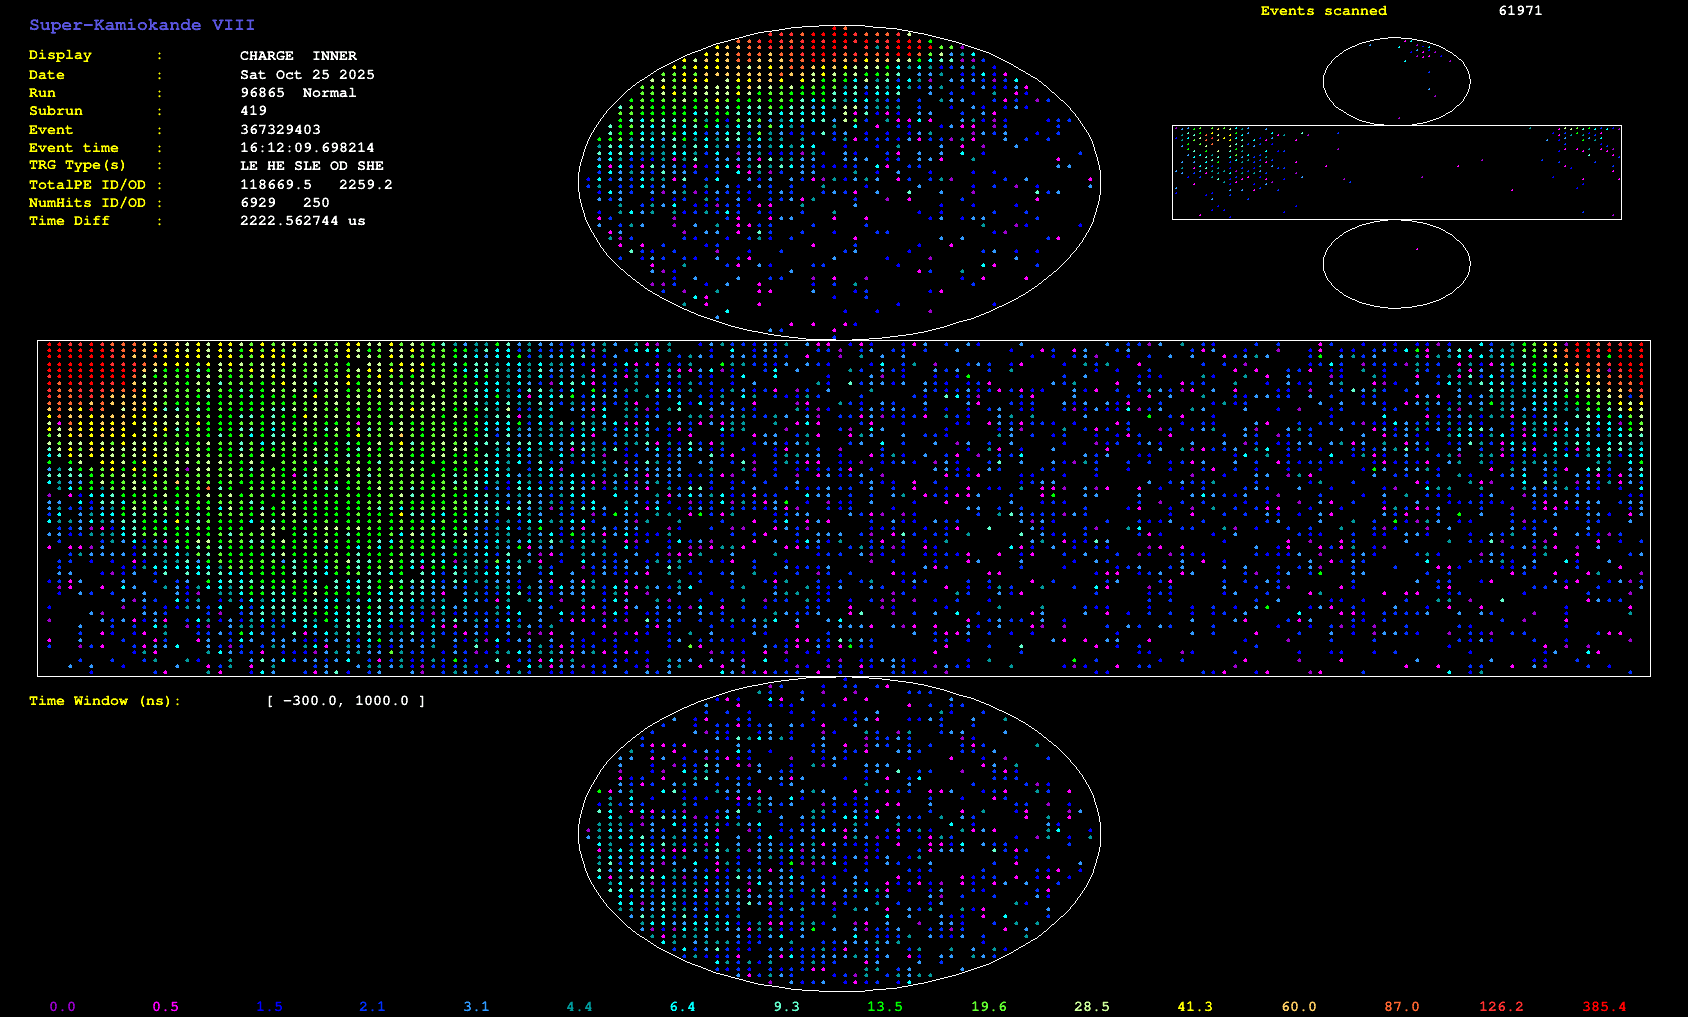 Super-Kamiokande VIII
Display : CHARGE INNER
Date : Sat Oct 25 2025
Run : 96865 Normal
Subrun : 419
Event : 367329403
Event time : 16:12:09.698214
TRG Type(s) : LE HE SLE OD SHE
TotalPE ID/OD : 118669.5 2259.2
NumHits ID/OD : 6929 250
Time Diff : 2222.562744 us
Events scanned 61971
Time Window (ns): [ -300.0, 1000.0 ]
0.0 0.5 1.5 2.1 3.1 4.4 6.4 9.3 13.5 19.6 28.5 41.3 60.0 87.0 126.2 385.4